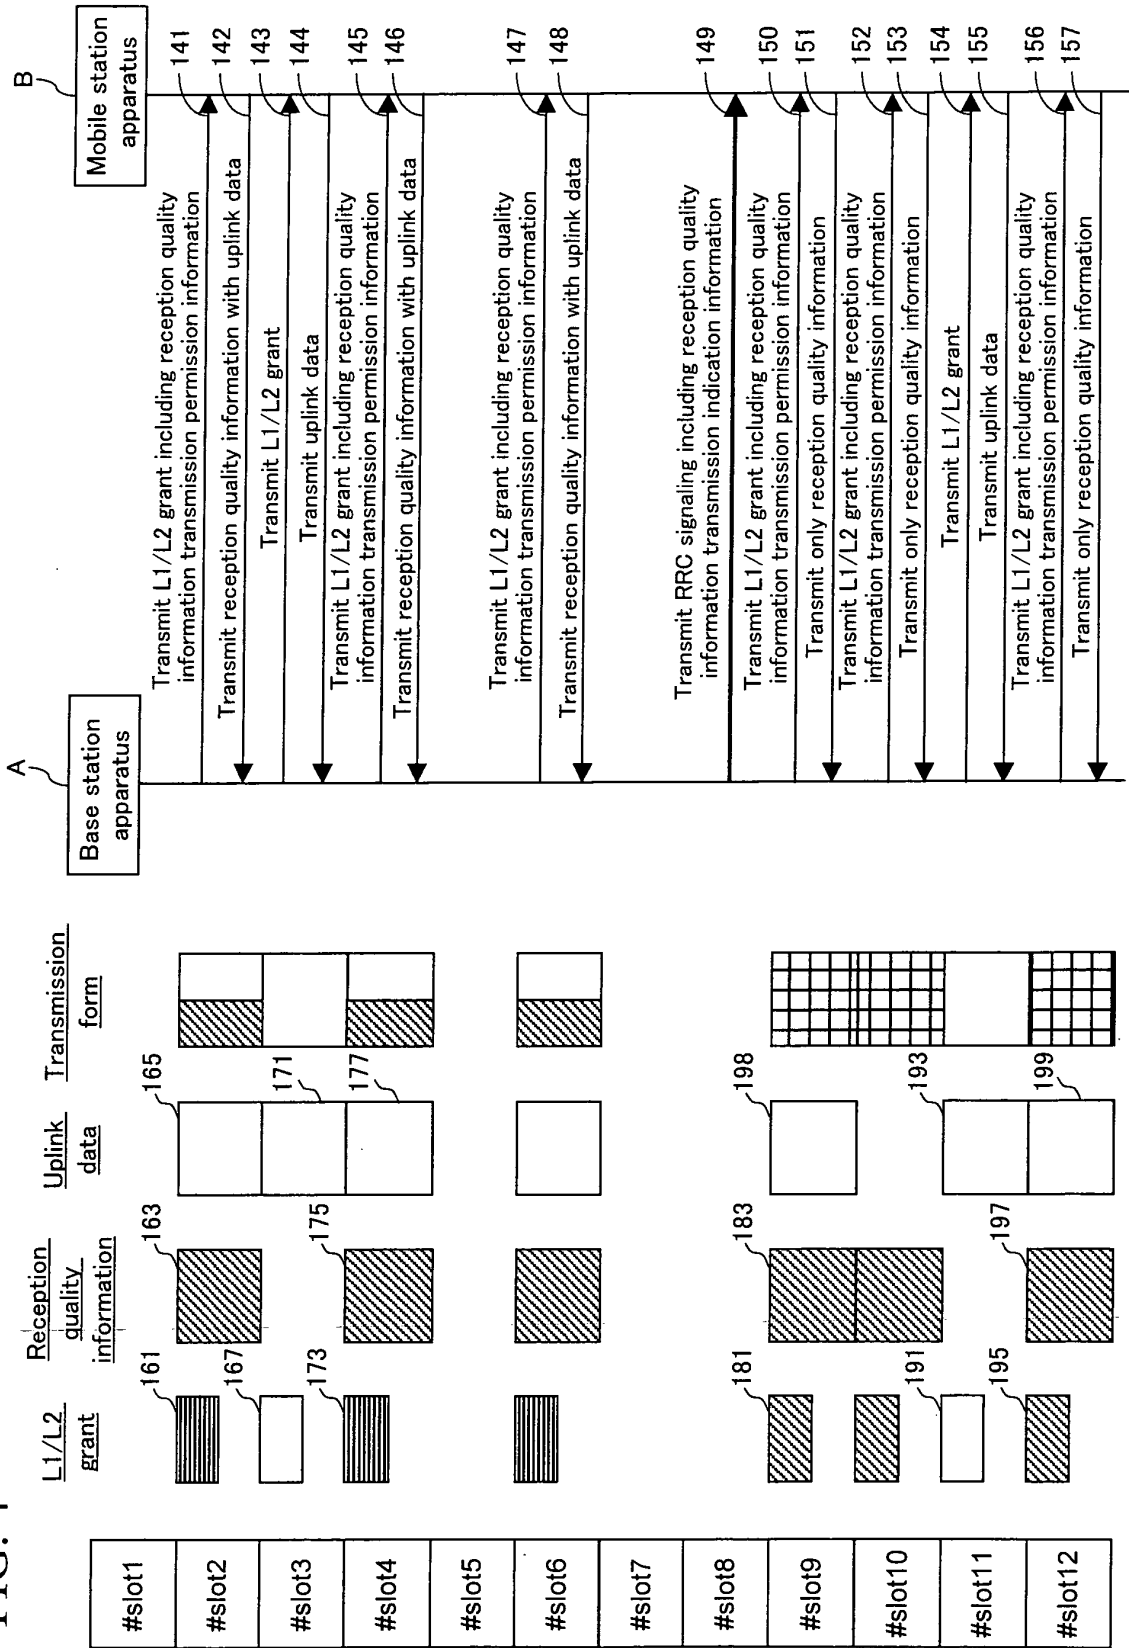 FIG.
#slot1
#slot2
#slot3
#slot4
#slot5
#slot6
#slot7
#slot8
#slot9
#slot10
#slot11
#slot12
L1/L2
grant
161
167
173
181
191
195
Reception
quality
information
163
175
183
197
Uplink
data
165
171
177
198
193
199
Transmission
form
A
Base station
apparatus
B
Mobile station
apparatus
Transmit L1/L2 grant including reception quality
information transmission permission information
141
Transmit reception quality information with uplink data
142
Transmit L1/L2 grant
143
Transmit uplink data
144
Transmit L1/L2 grant including reception quality
information transmission permission information
145
Transmit reception quality information with uplink data
146
Transmit L1/L2 grant including reception quality
information transmission permission information
147
Transmit reception quality information with uplink data
148
Transmit RRC signaling including reception quality
information transmission indication information
149
Transmit L1/L2 grant including reception quality
information transmission permission information
150
Transmit only reception quality information
151
Transmit L1/L2 grant including reception quality
information transmission permission information
152
Transmit only reception quality information
153
Transmit L1/L2 grant
154
Transmit uplink data
155
Transmit L1/L2 grant including reception quality
information transmission permission information
156
Transmit only reception quality information
157